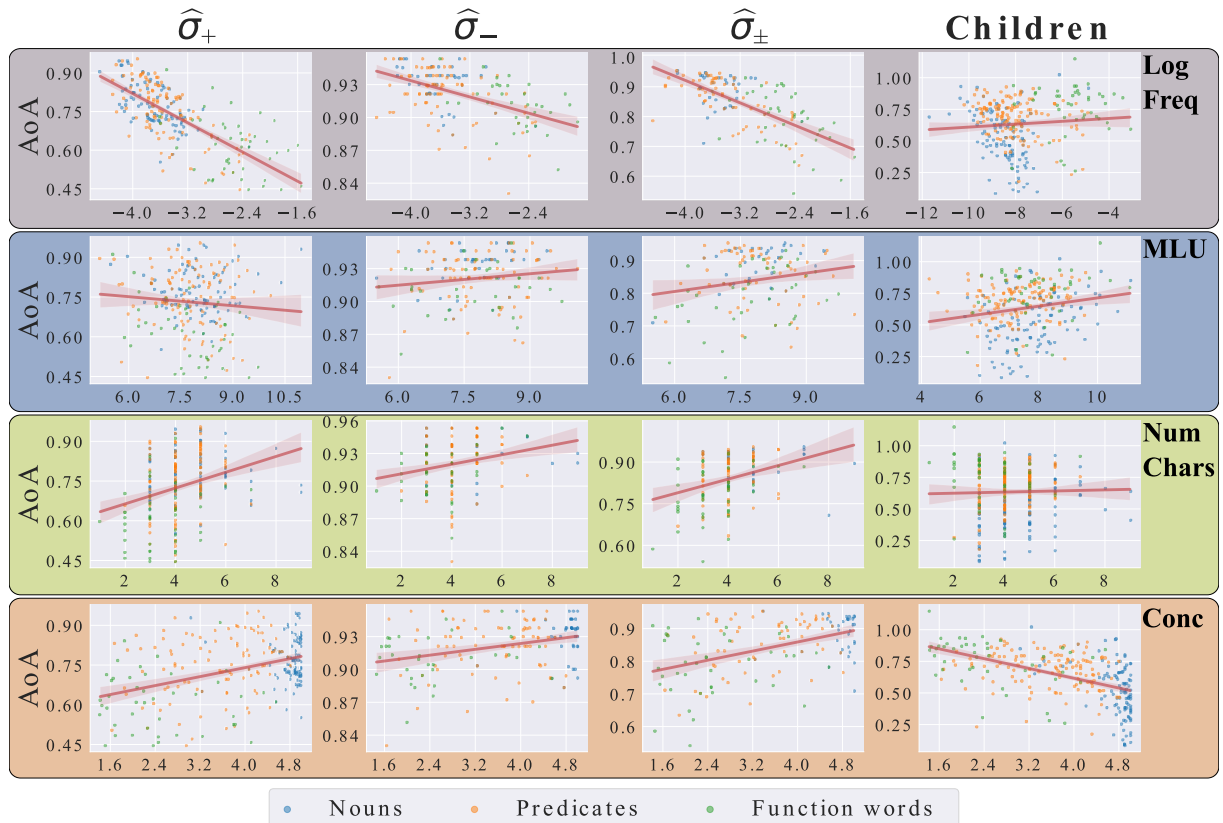 σ̂₊ σ̂₋ σ̂± Children
AoA 0.90 0.75 0.60 0.45 0.93 0.90 0.87 0.84 1.0 0.9 0.8 0.7 0.6 1.00 0.75 0.50 0.25 Log Freq
−4.0 −3.2 −2.4 −1.6 −4.0 −3.2 −2.4 −4.0 −3.2 −2.4 −1.6 −12 −10 −8 −6 −4
AoA 0.90 0.75 0.60 0.45 0.93 0.90 0.87 0.84 0.9 0.8 0.7 0.6 1.00 0.75 0.50 0.25 MLU
6.0 7.5 9.0 10.5 6.0 7.5 9.0 6.0 7.5 9.0 4 6 8 10
AoA 0.90 0.75 0.60 0.45 0.96 0.93 0.90 0.87 0.84 0.90 0.75 0.60 1.00 0.75 0.50 0.25 Num Chars
2 4 6 8 2 4 6 8 2 4 6 8 2 4 6 8
AoA 0.90 0.75 0.60 0.45 0.93 0.90 0.87 0.84 0.9 0.8 0.7 0.6 1.00 0.75 0.50 0.25 Conc
1.6 2.4 3.2 4.0 4.8 1.6 2.4 3.2 4.0 4.8 1.6 2.4 3.2 4.0 4.8 1.6 2.4 3.2 4.0 4.8
Nouns Predicates Function words